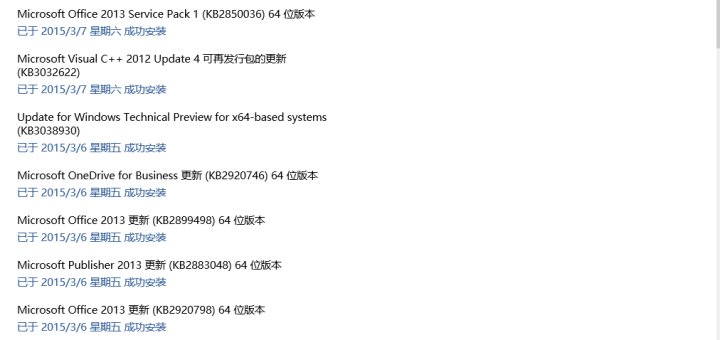 Microsoft Office 2013 Service Pack 1 (KB2850036) 64 位版本
已于 2015/3/7 星期六 成功安装
Microsoft Visual C++ 2012 Update 4 可再发行包的更新
(KB3032622)
已于 2015/3/7 星期六 成功安装
Update for Windows Technical Preview for x64-based systems
(KB3038930)
已于 2015/3/6 星期五 成功安装
Microsoft OneDrive for Business 更新 (KB2920746) 64 位版本
已于 2015/3/6 星期五 成功安装
Microsoft Office 2013 更新 (KB2899498) 64 位版本
已于 2015/3/6 星期五 成功安装
Microsoft Publisher 2013 更新 (KB2883048) 64 位版本
已于 2015/3/6 星期五 成功安装
Microsoft Office 2013 更新 (KB2920798) 64 位版本
已于 2015/3/6 星期五 成功安装